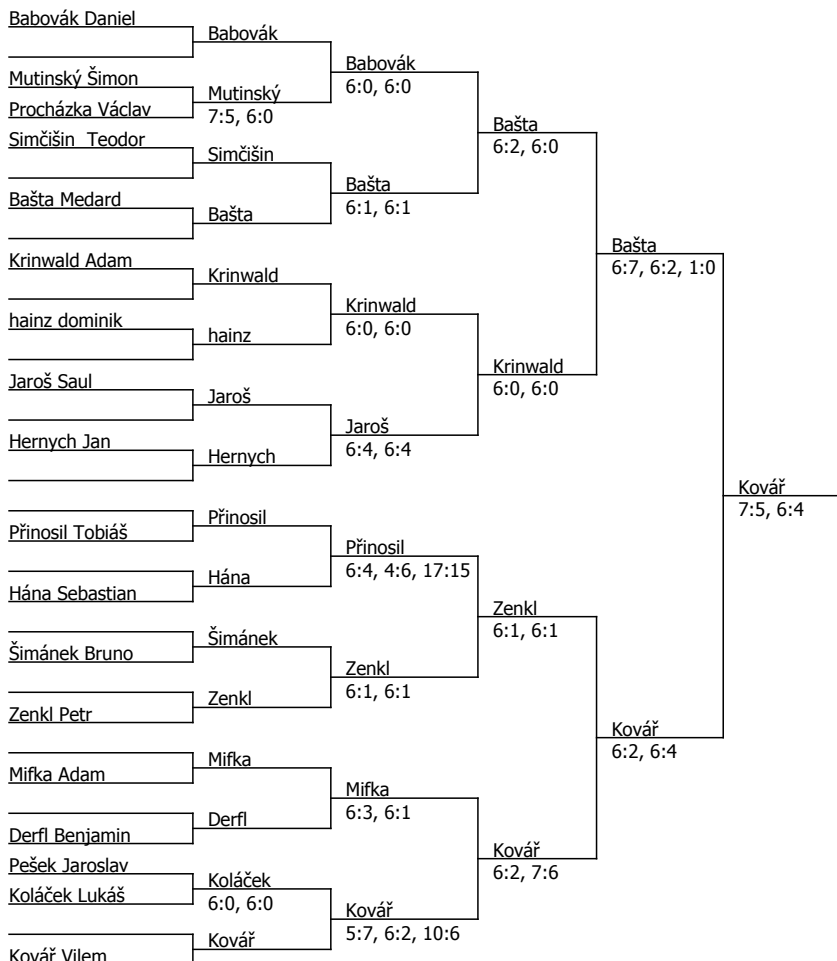 Babovák Daniel
Babovák
Babovák
6:0, 6:0
Mutinský Šimon
Mutinský
7:5, 6:0
Procházka Václav
Bašta
6:2, 6:0
Simčišin Teodor
Simčišin
Bašta
6:1, 6:1
Bašta Medard
Bašta
Bašta
6:7, 6:2, 1:0
Krinwald Adam
Krinwald
Krinwald
6:0, 6:0
hainz dominik
hainz
Krinwald
6:0, 6:0
Jaroš Saul
Jaroš
Jaroš
6:4, 6:4
Hernych Jan
Hernych
Kovář
7:5, 6:4
Přinosil Tobiáš
Přinosil
Přinosil
6:4, 4:6, 17:15
Hána Sebastian
Hána
Zenkl
6:1, 6:1
Šimánek Bruno
Šimánek
Zenkl
6:1, 6:1
Zenkl Petr
Zenkl
Kovář
6:2, 6:4
Mifka Adam
Mifka
Mifka
6:3, 6:1
Derfl Benjamin
Derfl
Kovář
6:2, 7:6
Pešek Jaroslav
Koláček
6:0, 6:0
Koláček Lukáš
Kovář
5:7, 6:2, 10:6
Kovář Vilem
Kovář